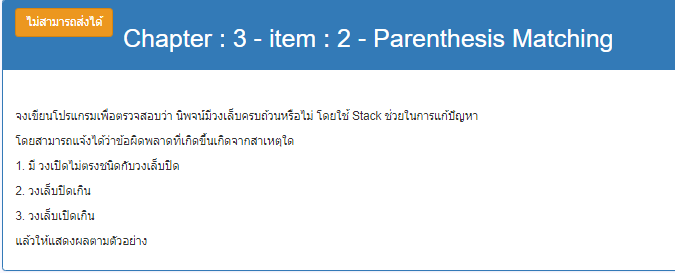 ไม่สามารถส่งได้
Chapter : 3 - item : 2 - Parenthesis Matching
จงเขียนโปรแกรมเพื่อตรวจสอบว่า นิพจน์มีวงเล็บครบถ้วนหรือไม่ โดยใช้ Stack ช่วยในการแก้ปัญหา
โดยสามารถแจ้งได้ว่าข้อผิดพลาดที่เกิดขึ้นเกิดจากสาเหตุใด
1. มี วงเปิดไม่ตรงชนิดกับวงเล็บปิด
2. วงเล็บปิดเกิน
3. วงเล็บเปิดเกิน
แล้วให้แสดงผลตามตัวอย่าง